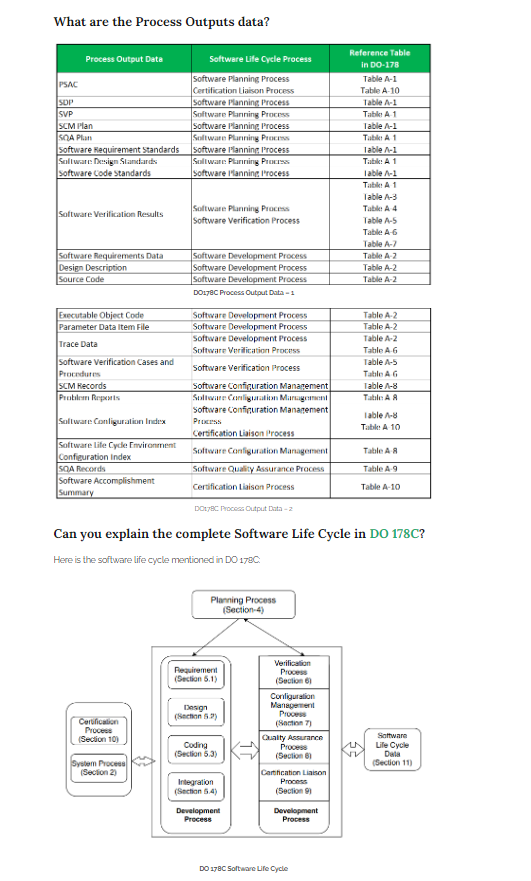 What are the Process Outputs data?
Process Output Data Software Life Cycle Process Reference Table
in DO-178
PSAC Software Planning Process Table A-1
Certification Liaison Process Table A-10
SDP Software Planning Process Table A-1
SVP Software Planning Process Table A-1
SCM Plan Software Planning Process Table A-1
SQA Plan Software Planning Process Table A-1
Software Requirement Standards Software Planning Process Table A-1
Software Design Standards Software Planning Process Table A-1
Software Code Standards Software Planning Process Table A-1
Software Verification Results Software Planning Process Table A-1
Software Verification Process Table A-3
Table A-4
Table A-5
Table A-6
Table A-7
Software Requirements Data Software Development Process Table A-2
Design Description Software Development Process Table A-2
Source Code Software Development Process Table A-2
DO178C Process Output Data – 1
Executable Object Code Software Development Process Table A-2
Parameter Data Item File Software Development Process Table A-2
Trace Data Software Development Process Table A-2
Software Verification Process Table A-6
Software Verification Cases and Software Verification Process Table A-5
Procedures Table A-6
SCM Records Software Configuration Management Table A-8
Problem Reports Software Configuration Management Table A-8
Software Configuration Index Software Configuration Management Table A-8
Process Table A-10
Certification Liaison Process
Software Life Cycle Environment Software Configuration Management Table A-8
Configuration Index
SQA Records Software Quality Assurance Process Table A-9
Software Accomplishment Certification Liaison Process Table A-10
Summary
DO178C Process Output Data – 2
Can you explain the complete Software Life Cycle in DO 178C?
Here is the software life cycle mentioned in DO 178C:
Planning Process
(Section-4)
Requirement
(Section 5.1)
Design
(Section 5.2)
Coding
(Section 5.3)
Integration
(Section 5.4)
Development
Process
Verification
Process
(Section 6)
Configuration
Management
Process
(Section 7)
Quality Assurance
Process
(Section 8)
Certification Liaison
Process
(Section 9)
Development
Process
Certification
Process
(Section 10)
System Process
(Section 2)
Software
Life Cycle
Data
(Section 11)
DO 178C Software Life Cycle